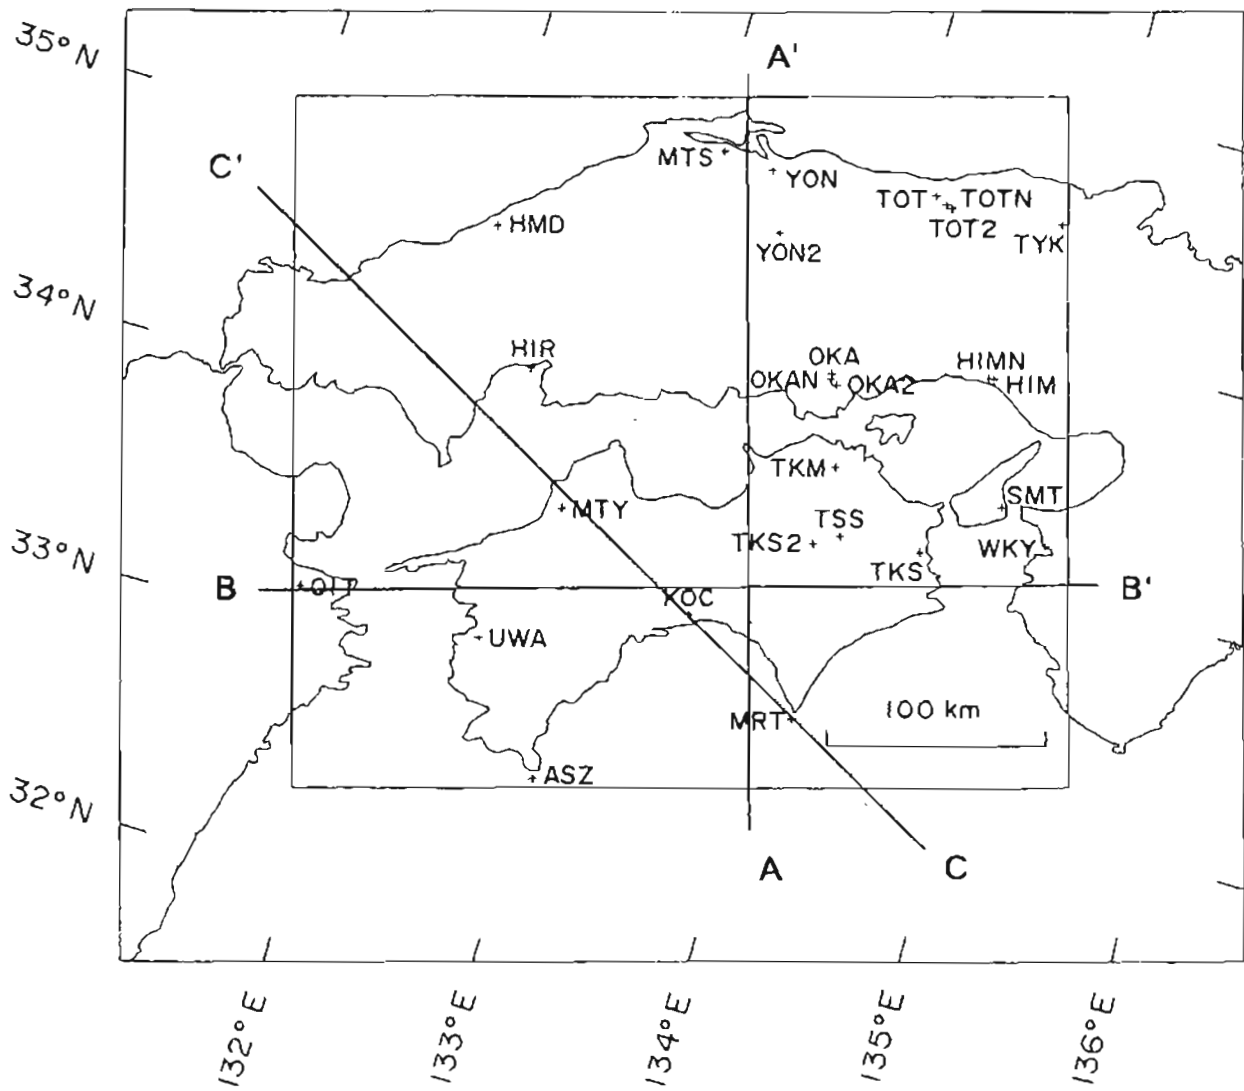 35°N
A'
C'
MTS
YON
TOT
TOTN
HMD
TOT2
TYK
YON2
34°N
HIR
OKA
HIMN
OKAN
OKA2
HIM
TKM
SMT
MTY
TSS
33°N
TKS2
WKY
TKS
B
OIT
B'
KOC
UWA
MRT
100 km
ASZ
32°N
A
C
132°E
133°E
134°E
135°E
136°E